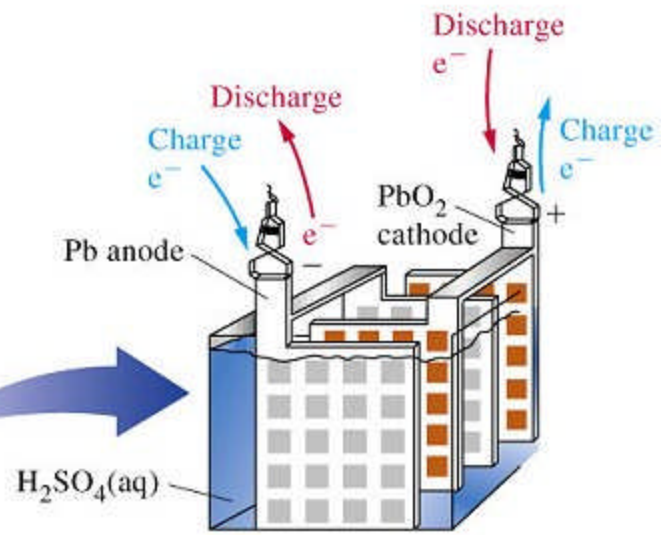 Discharge
e⁻
Discharge
Charge
e⁻
Charge
e⁻
PbO₂
cathode
+
e⁻
Pb anode
−
H₂SO₄(aq)